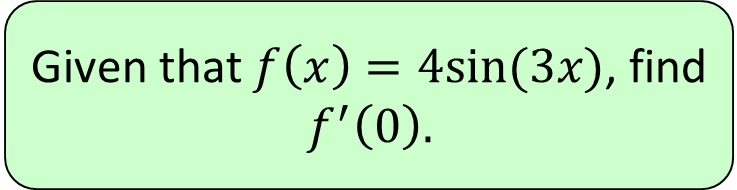 Given that f(x) = 4sin(3x), find
f′(0).